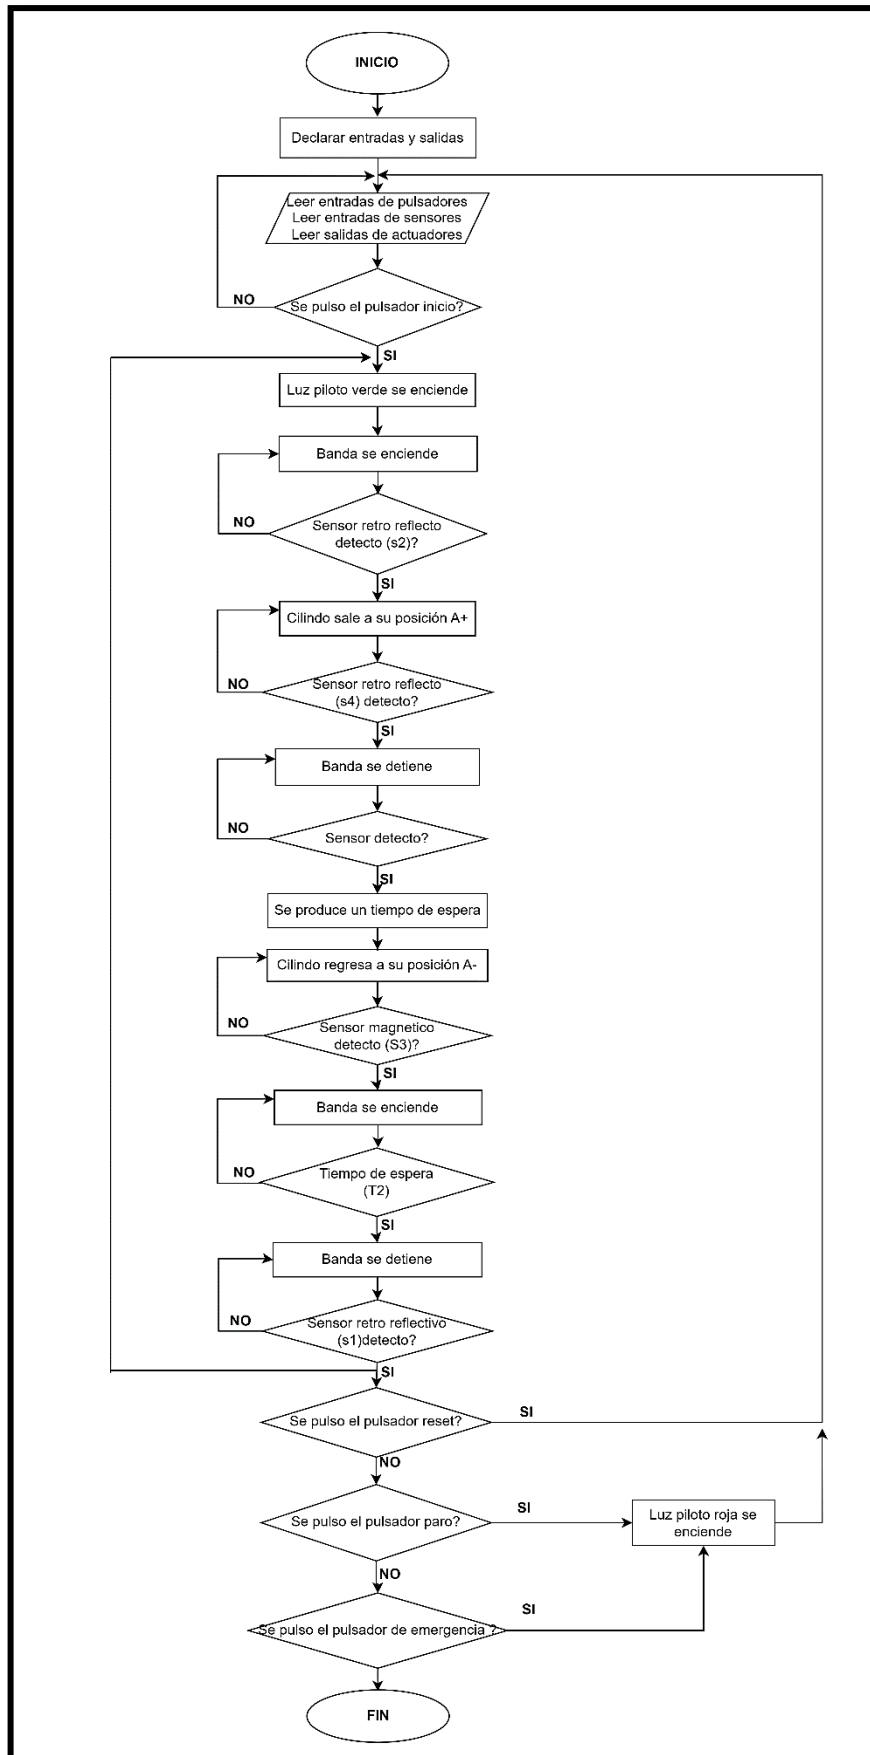 INICIO
Declarar entradas y salidas
Leer entradas de pulsadores
Leer entradas de sensores
Leer salidas de actuadores
NO
Se pulso el pulsador inicio?
SI
Luz piloto verde se enciende
Banda se enciende
NO
Sensor retro reflecto
detecto (s2)?
SI
Cilindo sale a su posición A+
NO
Sensor retro reflecto
(s4) detecto?
SI
Banda se detiene
NO
Sensor detecto?
SI
Se produce un tiempo de espera
Cilindo regresa a su posición A-
NO
Sensor magnetico
detecto (S3)?
SI
Banda se enciende
NO
Tiempo de espera
(T2)
SI
Banda se detiene
NO
Sensor retro reflectivo
(s1)detecto?
SI
Se pulso el pulsador reset?
SI
NO
Se pulso el pulsador paro?
SI
Luz piloto roja se
enciende
NO
Se pulso el pulsador de emergencia ?
SI
FIN